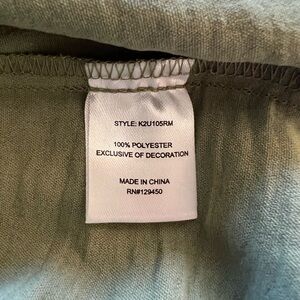 STYLE: K2U105RM
100% POLYESTER
EXCLUSIVE OF DECORATION
MADE IN CHINA
RN#129450